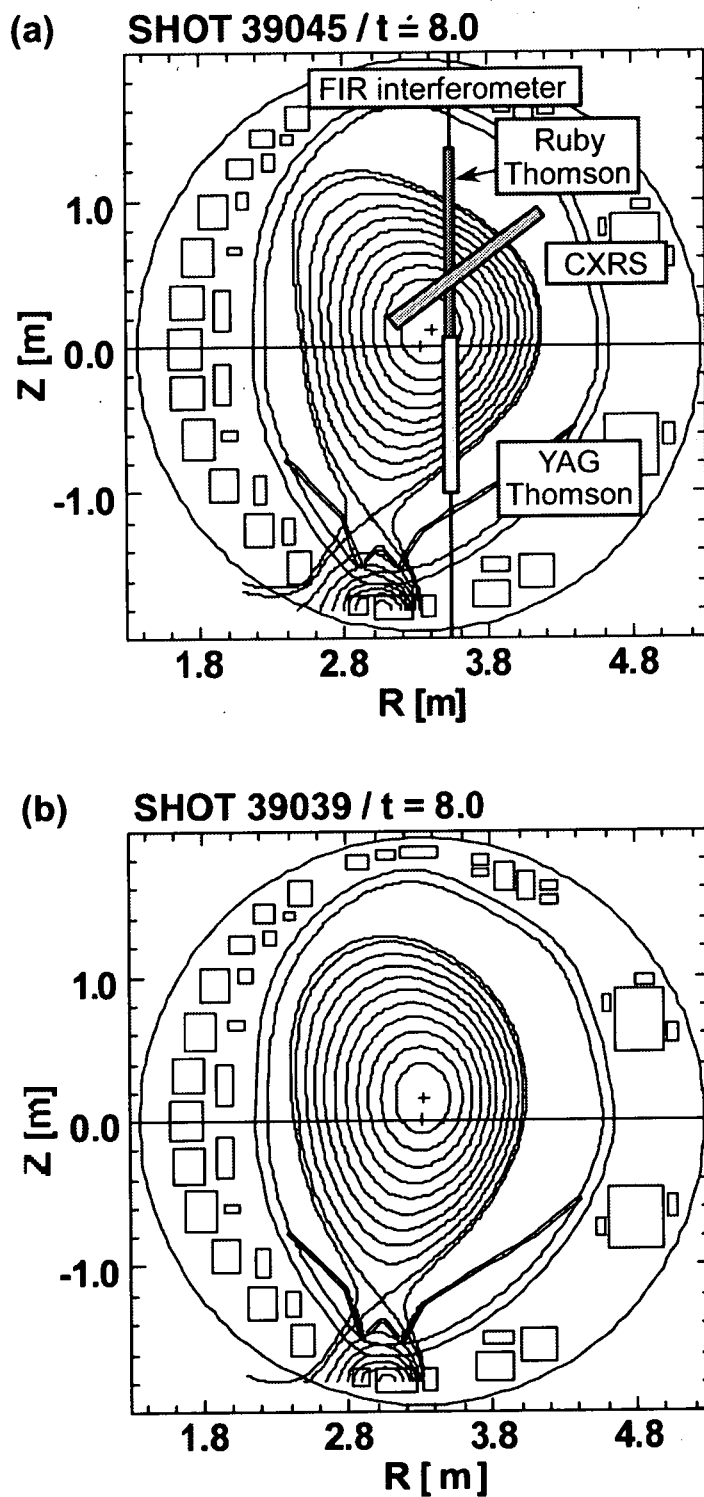 (a) SHOT 39045 / t = 8.0
FIR interferometer
Ruby
Thomson
CXRS
YAG
Thomson
1.0
0.0
-1.0
Z [m]
1.8 2.8 3.8 4.8
R [m]
(b) SHOT 39039 / t = 8.0
1.0
0.0
-1.0
Z [m]
1.8 2.8 3.8 4.8
R [m]